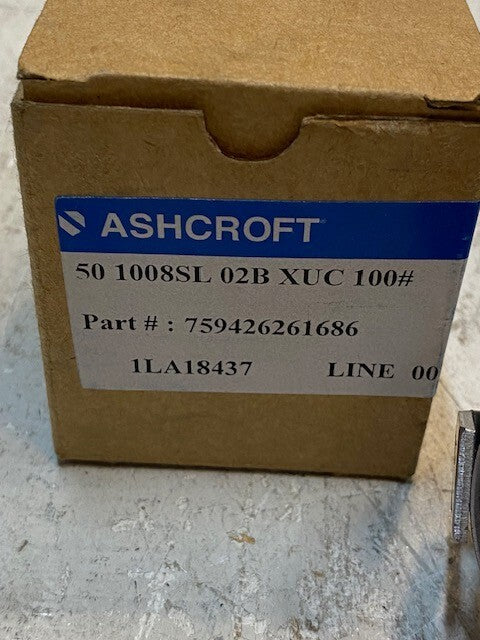 ASHCROFT
50 1008SL 02B XUC 100#
Part # : 759426261686
1LA18437 LINE 00